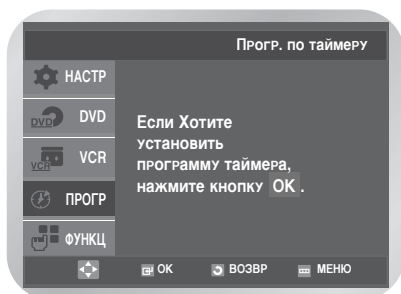 Прогр. по таймеру
НАСТР
DVD DVD
VCR VCR
ПРОГР
ФУНКЦ
Если Хотите
установить
программу таймера,
нажмите кнопку OK .
OK ВОЗВР МЕНЮ